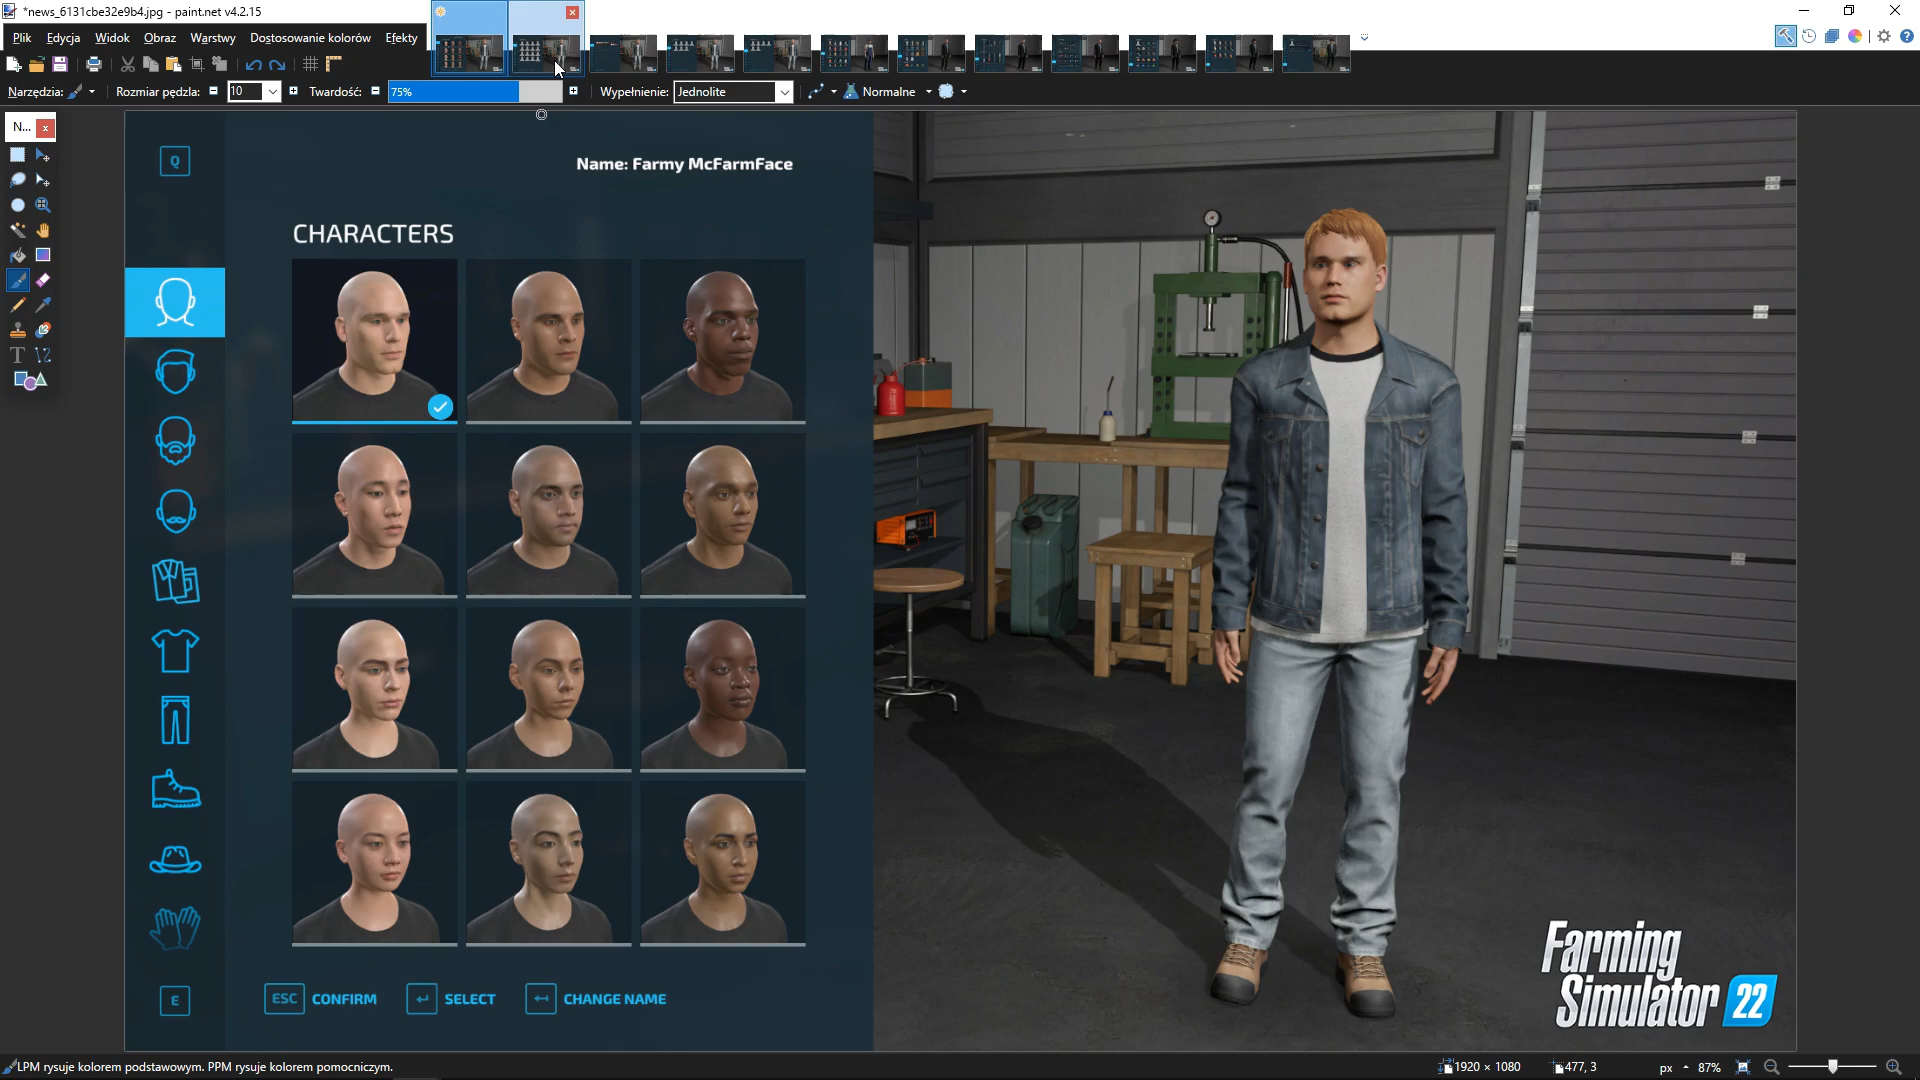 *news_6131cbe32e9b4.jpg - paint.net v4.2.15
Plik Edycja Widok Obraz Warstwy Dostosowanie kolorów Efekty
Narzędzia: Rozmiar pędzla: 10 Twardość: 75% Wypełnienie: Jednolite Normalne
N...
Q
Name: Farmy McFarmFace
CHARACTERS
E
ESC CONFIRM SELECT CHANGE NAME
Farming
Simulator 22
LPM rysuje kolorem podstawowym. PPM rysuje kolorem pomocniczym.
1920 × 1080 477, 3 px 87%